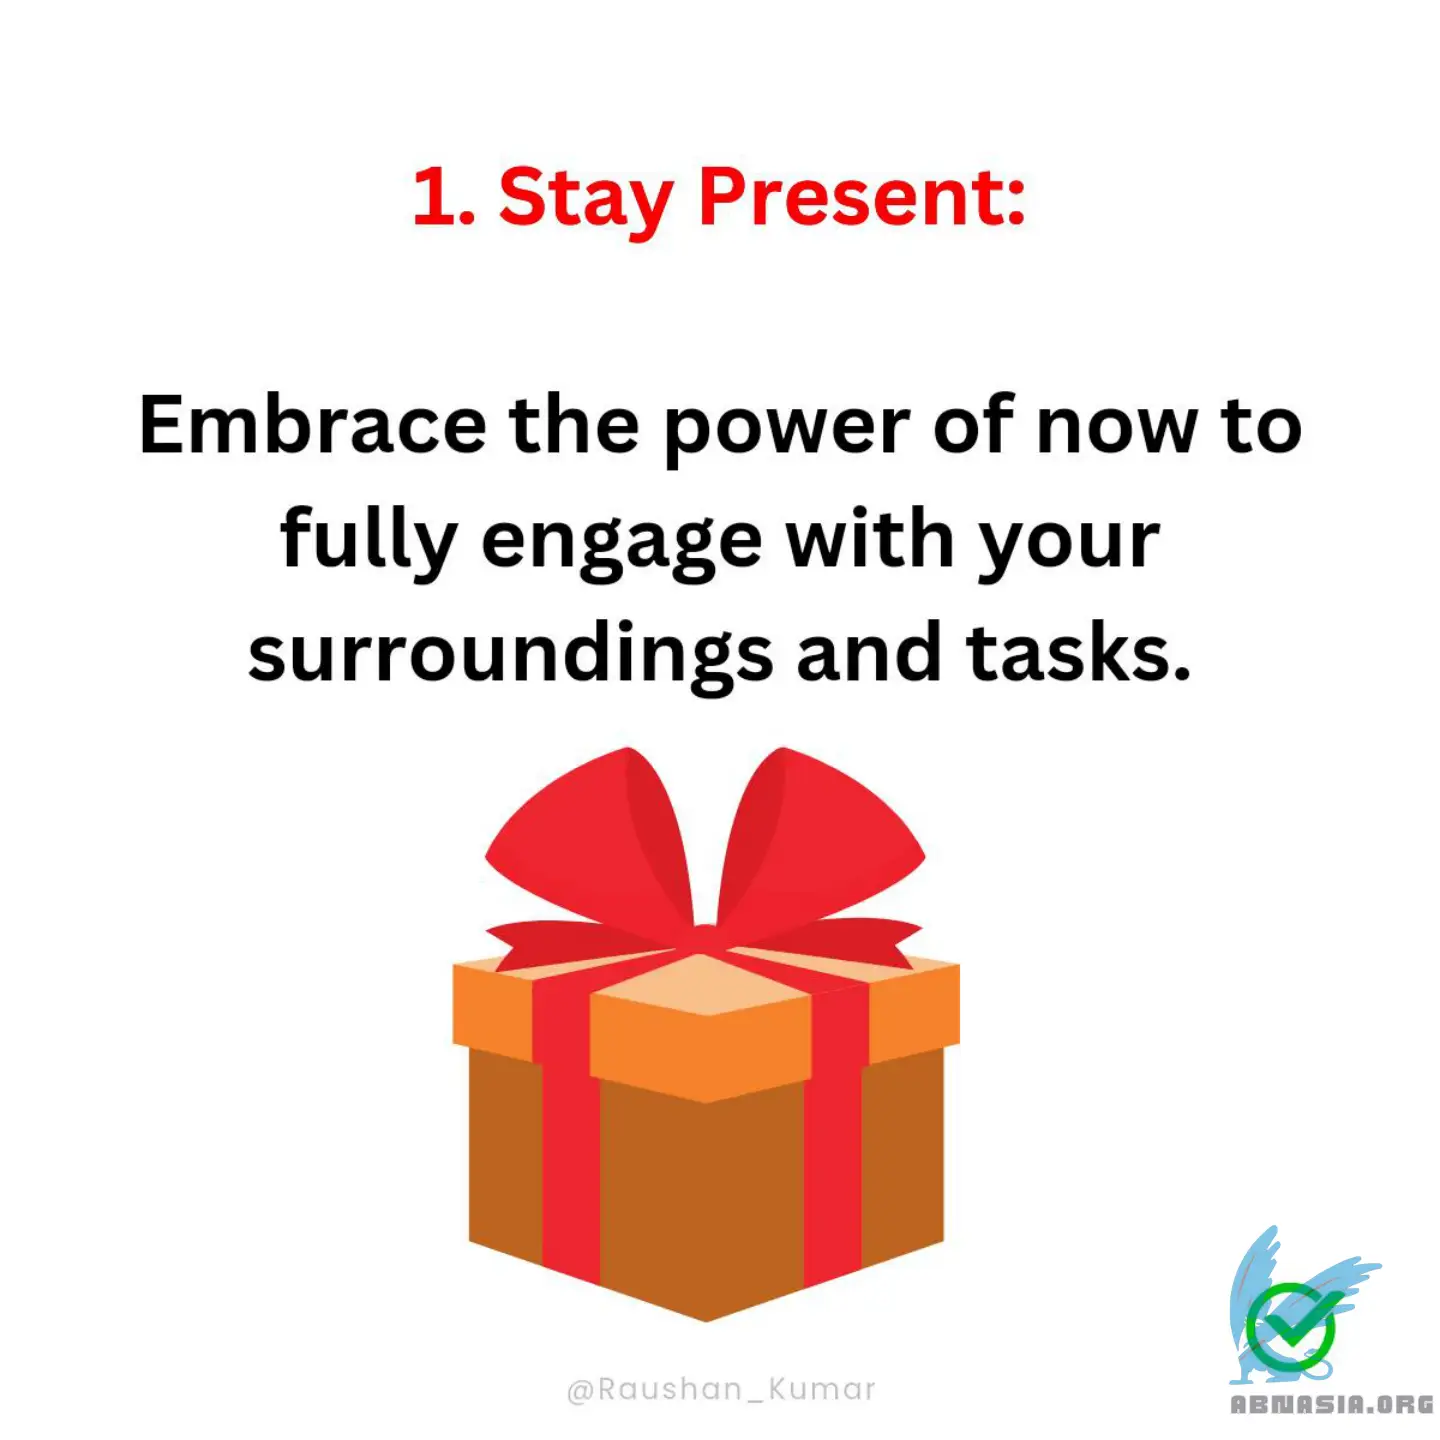 1. Stay Present:
Embrace the power of now to
fully engage with your
surroundings and tasks.
@Raushan_Kumar
ABNASIA.ORG